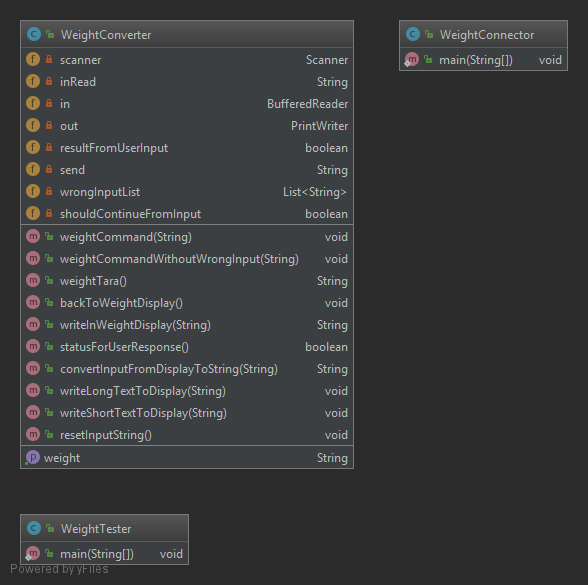 WeightConverter
scanner Scanner
inRead String
in BufferedReader
out PrintWriter
resultFromUserInput boolean
send String
wrongInputList List<String>
shouldContinueFromInput boolean
weightCommand(String) void
weightCommandWithoutWrongInput(String) void
weightTara() String
backToWeightDisplay() void
writeInWeightDisplay(String) String
statusForUserResponse() boolean
convertInputFromDisplayToString(String) String
writeLongTextToDisplay(String) void
writeShortTextToDisplay(String) void
resetInputString() void
weight String
WeightConnector
main(String[]) void
WeightTester
main(String[]) void
Powered by yFiles